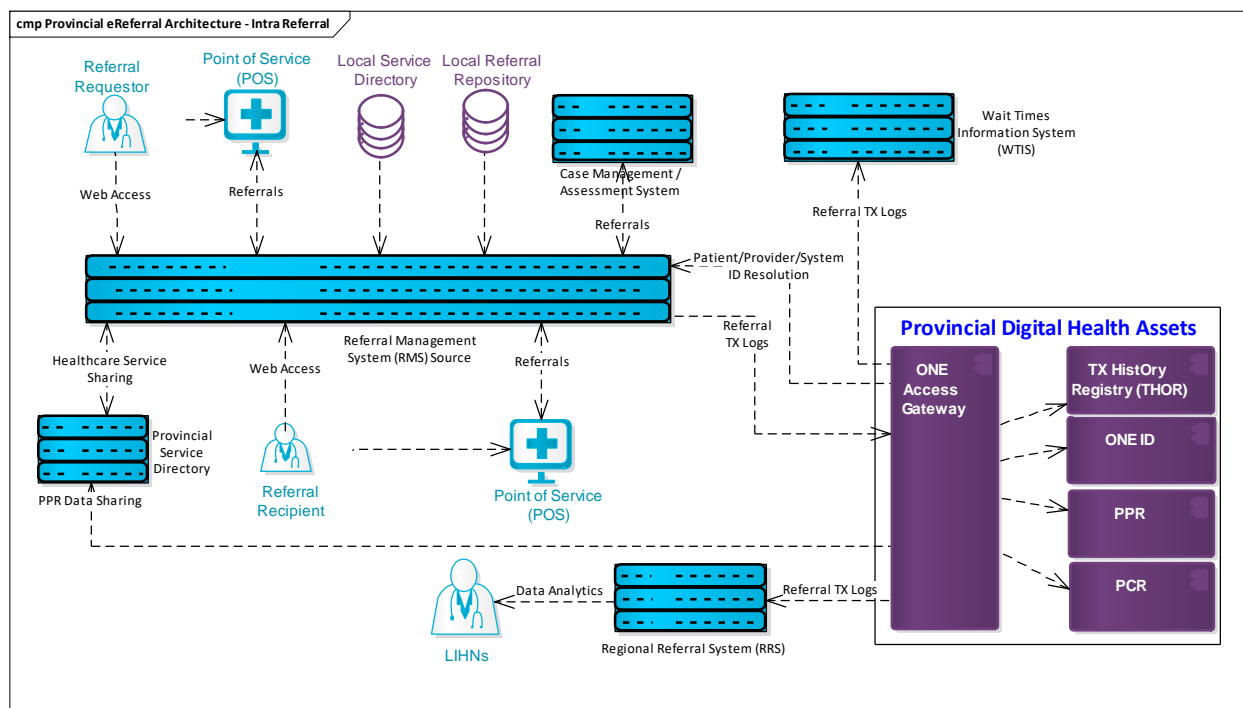 cmp Provincial eReferral Architecture - Intra Referral
Referral
Requestor
Point of Service
(POS)
Local Service
Directory
Local Referral
Repository
Case Management /
Assessment System
Wait Times
Information System
(WTIS)
Web Access
Referrals
Referrals
Referral TX Logs
Patient/Provider/System
ID Resolution
Referral Management
System (RMS) Source
Referral
TX Logs
Healthcare Service
Sharing
Web Access
Referrals
Provincial
Service
Directory
PPR Data Sharing
Referral
Recipient
Point of Service
(POS)
Provincial Digital Health Assets
ONE
Access
Gateway
TX HistOry
Registry (THOR)
ONE ID
PPR
PCR
LIHNs
Data Analytics
Referral TX Logs
Regional Referral System (RRS)